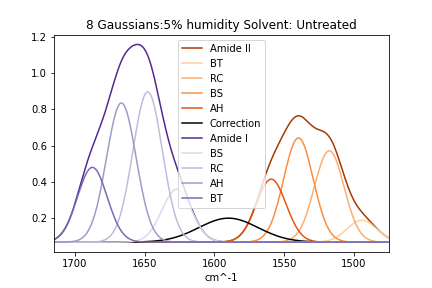 8 Gaussians:5% humidity Solvent: Untreated
1.2
1.0
0.8
0.6
0.4
0.2
Amide II
BT
RC
BS
AH
Correction
Amide I
BS
RC
AH
BT
1700 1650 1600 1550 1500
cm^-1